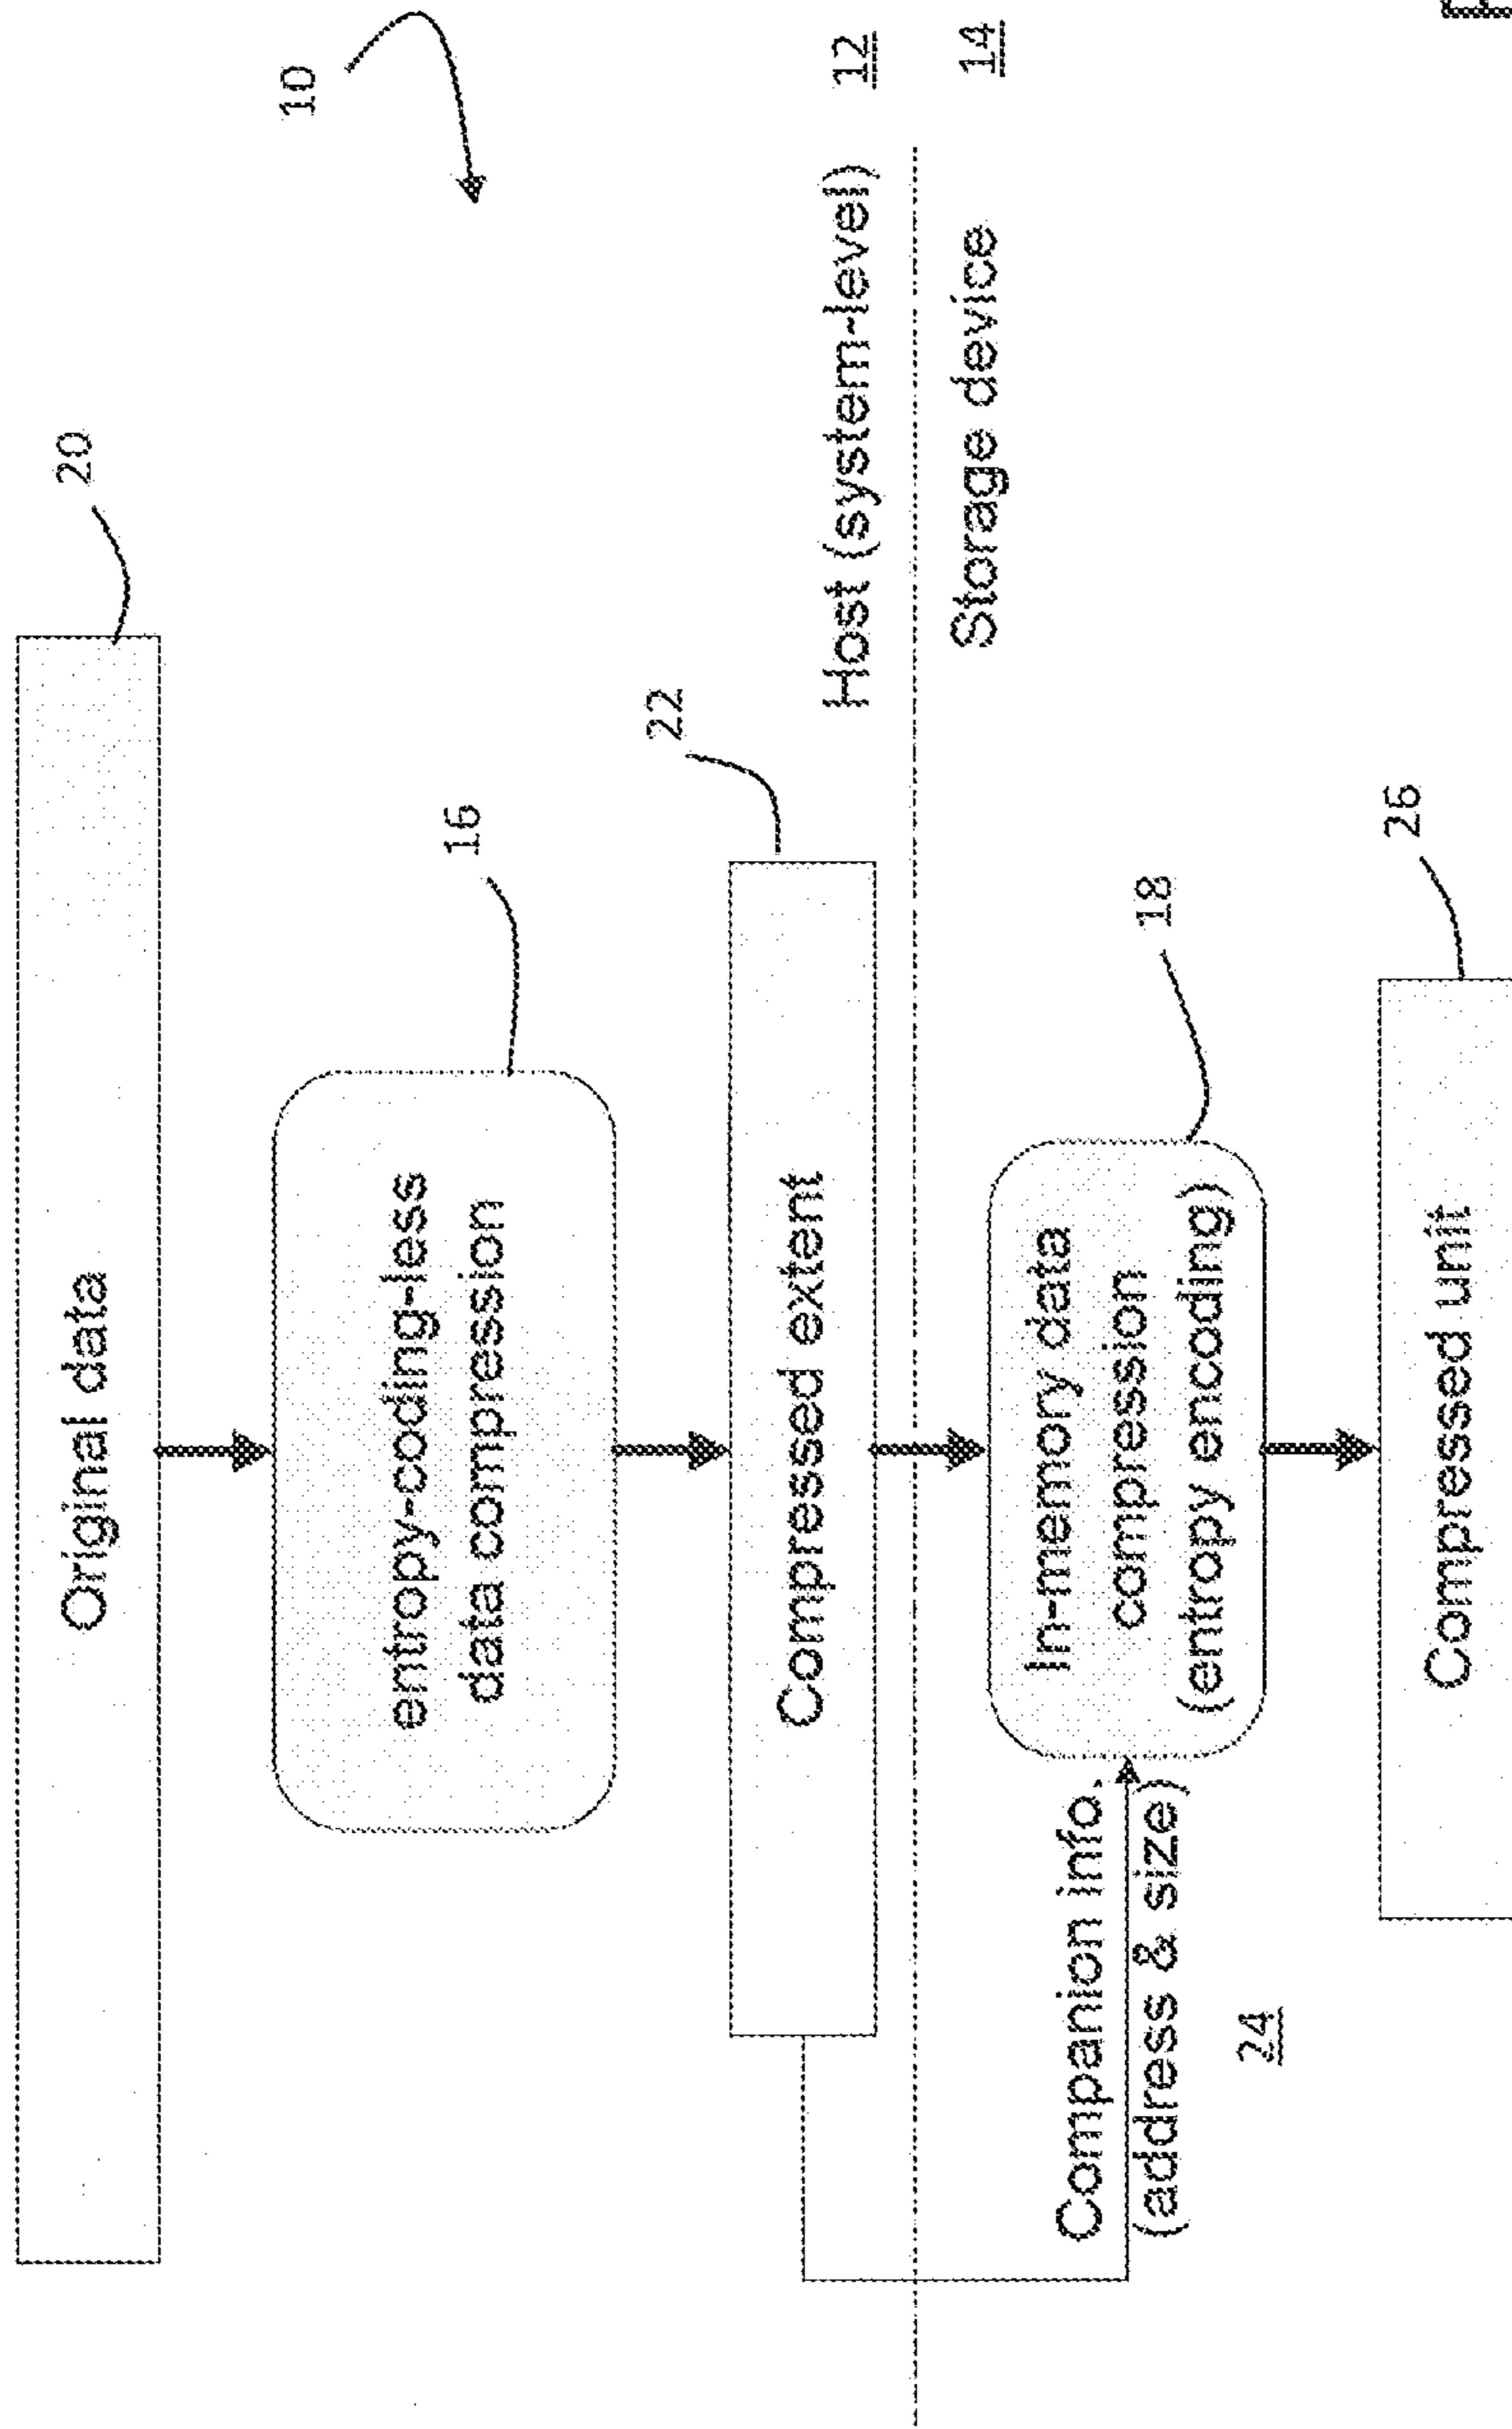 10
Original data
20
entropy-coding-less
data compression
16
22
Compressed extent
Host (system-level)
12
Storage device
14
Companion info.
(address & size)
24
In-memory data
compression
(entropy encoding)
18
Compressed unit
26